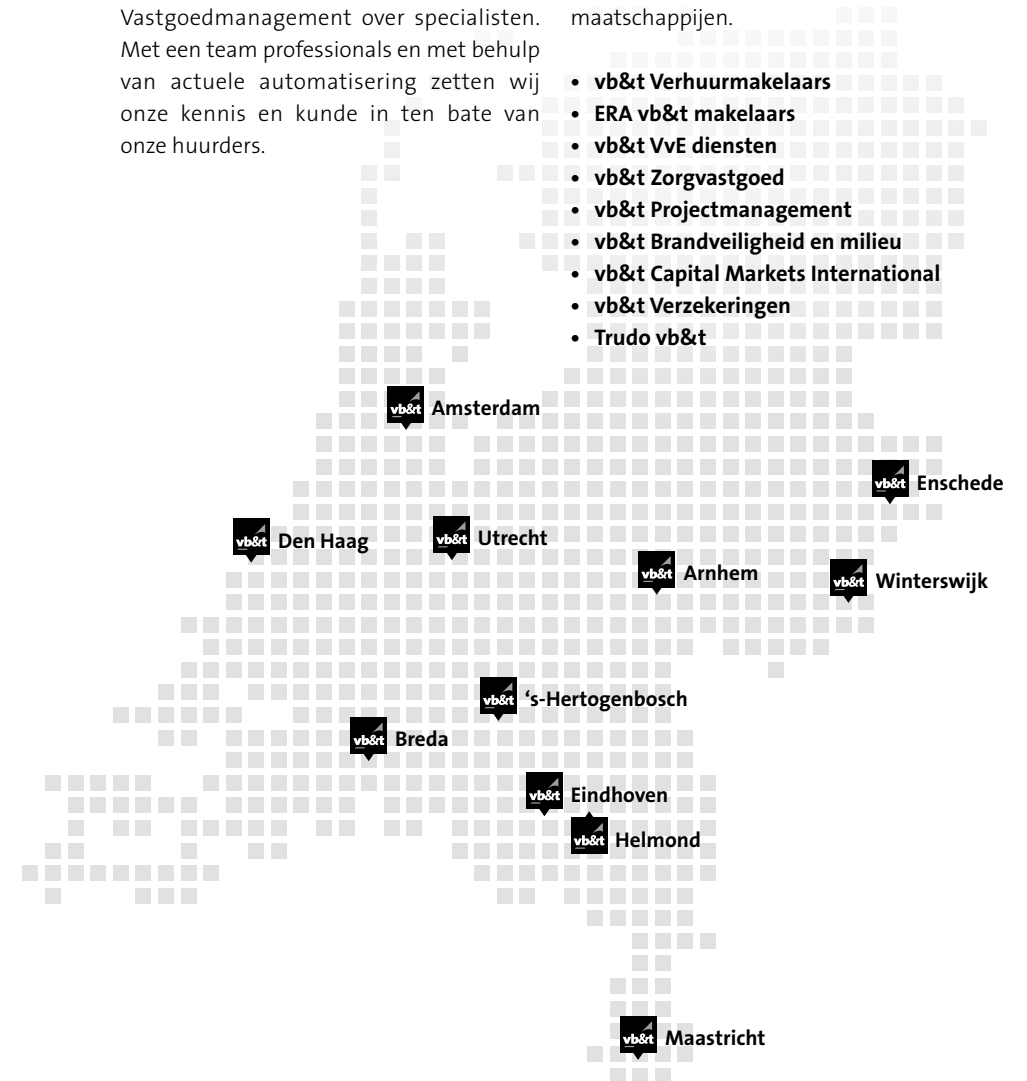 Vastgoedmanagement over specialisten.
Met een team professionals en met behulp
van actuele automatisering zetten wij
onze kennis en kunde in ten bate van
onze huurders.
maatschappijen.
• vb&t Verhuurmakelaars
• ERA vb&t makelaars
• vb&t VvE diensten
• vb&t Zorgvastgoed
• vb&t Projectmanagement
• vb&t Brandveiligheid en milieu
• vb&t Capital Markets International
• vb&t Verzekeringen
• Trudo vb&t
vb&t Amsterdam
vb&t Enschede
vb&t Den Haag
vb&t Utrecht
vb&t Arnhem
vb&t Winterswijk
vb&t ‘s-Hertogenbosch
vb&t Breda
vb&t Eindhoven
vb&t Helmond
vb&t Maastricht